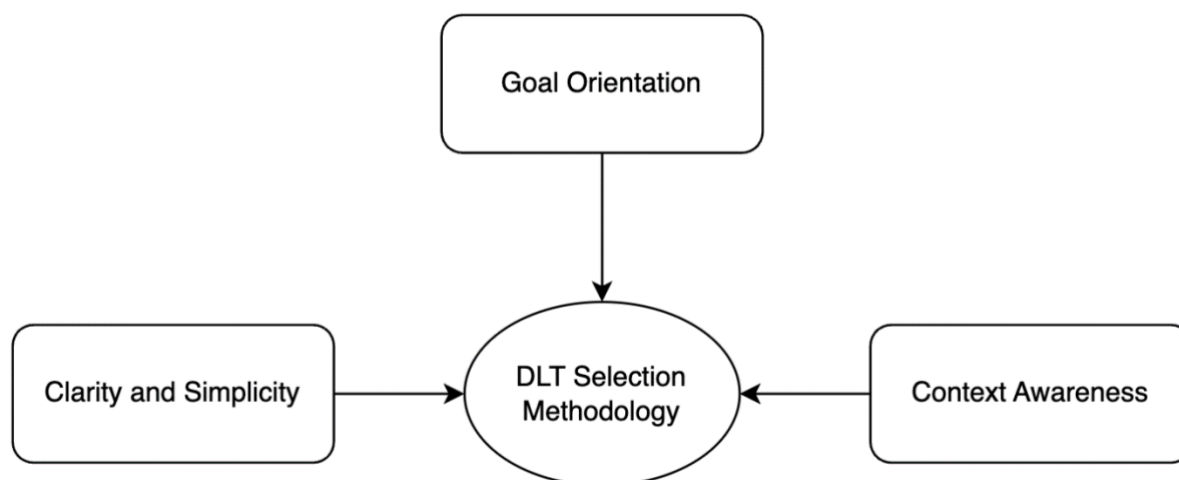 Goal Orientation
Clarity and Simplicity
DLT Selection
Methodology
Context Awareness